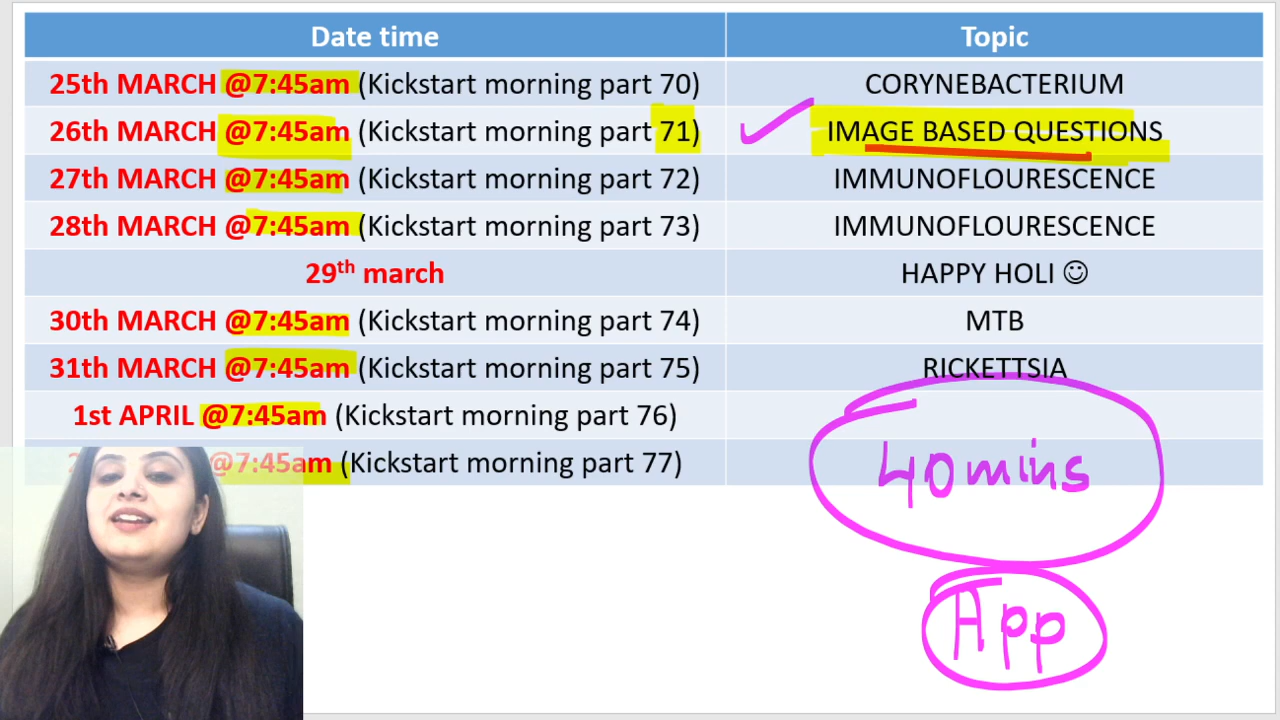 Date time Topic
25th MARCH @7:45am (Kickstart morning part 70) CORYNEBACTERIUM
26th MARCH @7:45am (Kickstart morning part 71) IMAGE BASED QUESTIONS
27th MARCH @7:45am (Kickstart morning part 72) IMMUNOFLOURESCENCE
28th MARCH @7:45am (Kickstart morning part 73) IMMUNOFLOURESCENCE
29th march HAPPY HOLI ☺
30th MARCH @7:45am (Kickstart morning part 74) MTB
31th MARCH @7:45am (Kickstart morning part 75) RICKETTSIA
1st APRIL @7:45am (Kickstart morning part 76)
@7:45am (Kickstart morning part 77)
40 mins
App